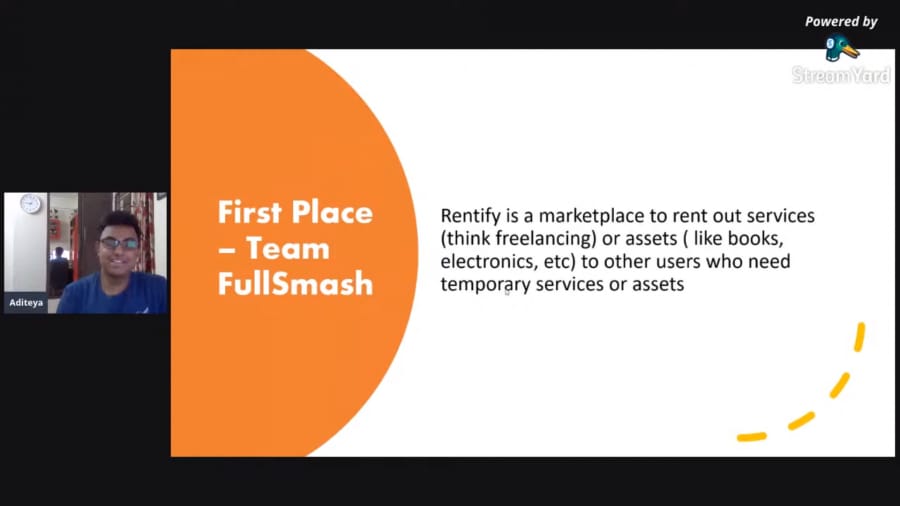 Powered by
StreamYard
First Place
– Team
FullSmash
Rentify is a marketplace to rent out services
(think freelancing) or assets ( like books,
electronics, etc) to other users who need
temporary services or assets
Aditeya